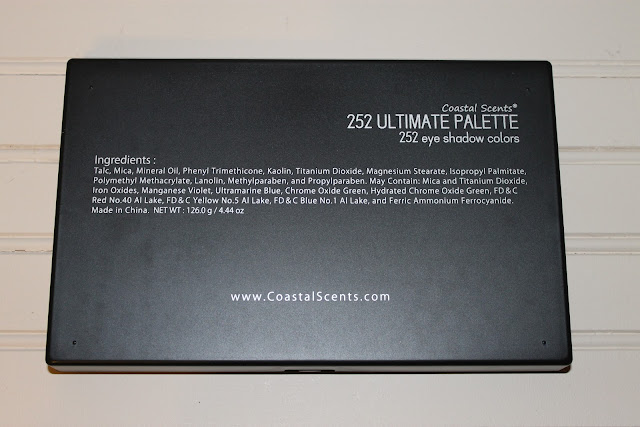 Coastal Scents®
252 ULTIMATE PALETTE
252 eye shadow colors
Ingredients :
Talc, Mica, Mineral Oil, Phenyl Trimethicone, Kaolin, Titanium Dioxide, Magnesium Stearate, Isopropyl Palmitate,
Polymethyl Methacrylate, Lanolin, Methylparaben, and Propylparaben. May Contain: Mica and Titanium Dioxide,
Iron Oxides, Manganese Violet, Ultramarine Blue, Chrome Oxide Green, Hydrated Chrome Oxide Green, FD&C
Red No.40 Al Lake, FD&C Yellow No.5 Al Lake, FD&C Blue No.1 Al Lake, and Ferric Ammonium Ferrocyanide.
Made in China. NET WT : 126.0 g / 4.44 oz
www.CoastalScents.com